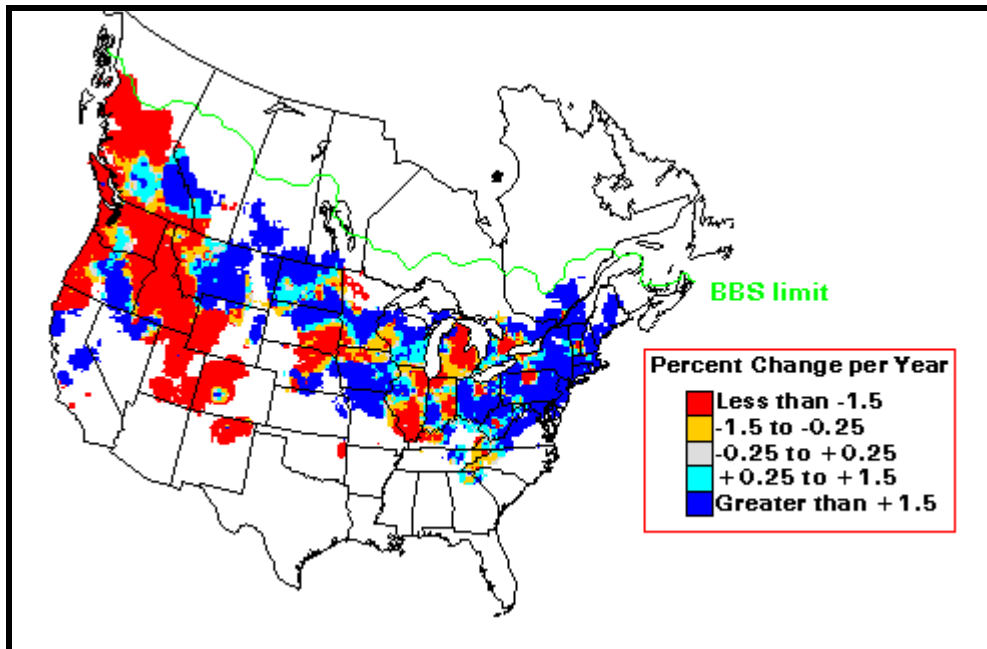 BBS limit
Percent Change per Year
Less than -1.5
-1.5 to -0.25
-0.25 to +0.25
+0.25 to +1.5
Greater than +1.5